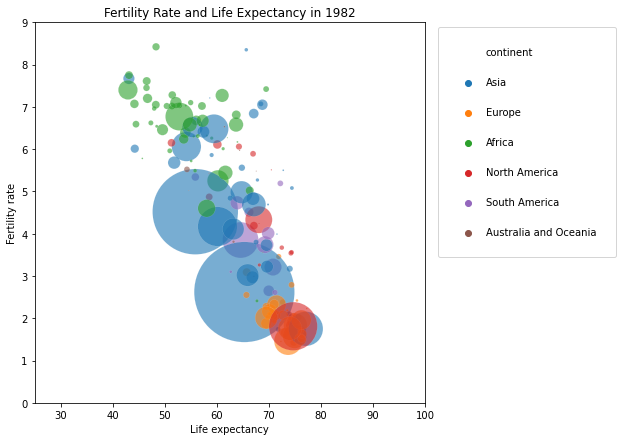 Fertility Rate and Life Expectancy in 1982
9
8
7
6
5
4
3
2
1
0
Fertility rate
30 40 50 60 70 80 90 100
Life expectancy
continent
Asia
Europe
Africa
North America
South America
Australia and Oceania